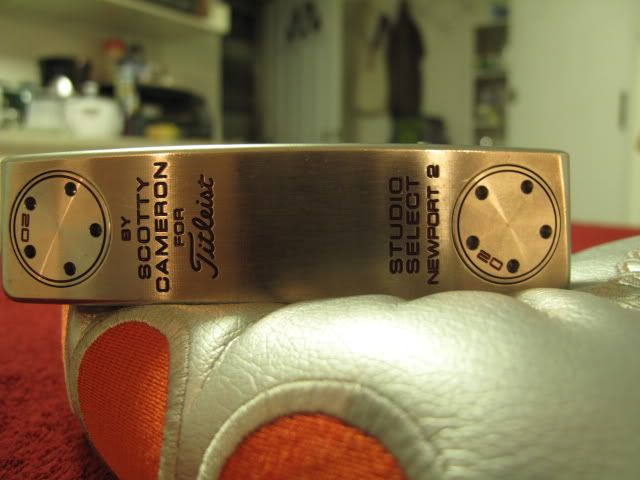 20
BY
SCOTTY
CAMERON
FOR
Titleist
STUDIO
SELECT
NEWPORT 2
20